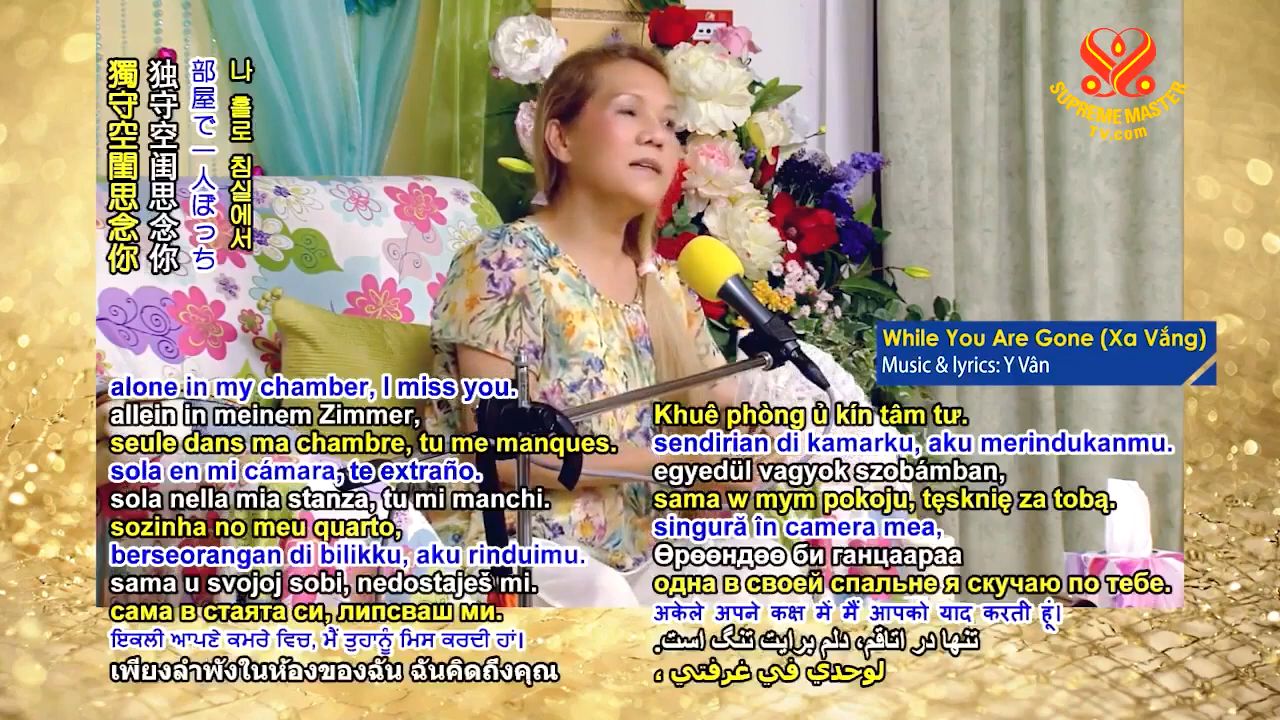 獨守空閨思念你
独守空闺思念你
部屋で一人ぼっち
나 홀로 침실에서
SUPREME MASTER
TV.com
While You Are Gone (Xa Vắng)
Music & lyrics: Y Vân
alone in my chamber, I miss you.
allein in meinem Zimmer,
seule dans ma chambre, tu me manques.
sola en mi cámara, te extraño.
sola nella mia stanza, tu mi manchi.
sozinha no meu quarto,
berseorangan di bilikku, aku rinduimu.
sama u svojoj sobi, nedostaješ mi.
сама в стаята си, липсваш ми.
ਇਕਲੀ ਆਪਣੇ ਕਮਰੇ ਵਿਚ, ਮੈਂ ਤੁਹਾਨੂੰ ਮਿਸ ਕਰਦੀ ਹਾਂ।
เพียงลำพังในห้องของฉัน ฉันคิดถึงคุณ
Khuê phòng ủ kín tâm tư.
sendirian di kamarku, aku merindukanmu.
egyedül vagyok szobámban,
sama w mym pokoju, tęsknię za tobą.
singură în camera mea,
Өрөөндөө би ганцаараа
одна в своей спальне я скучаю по тебе.
अकेले अपने कक्ष में मैं आपको याद करती हूं।
تنها در اتاقم، دلم برایت تنگ است.
لوحدي في غرفتي ،